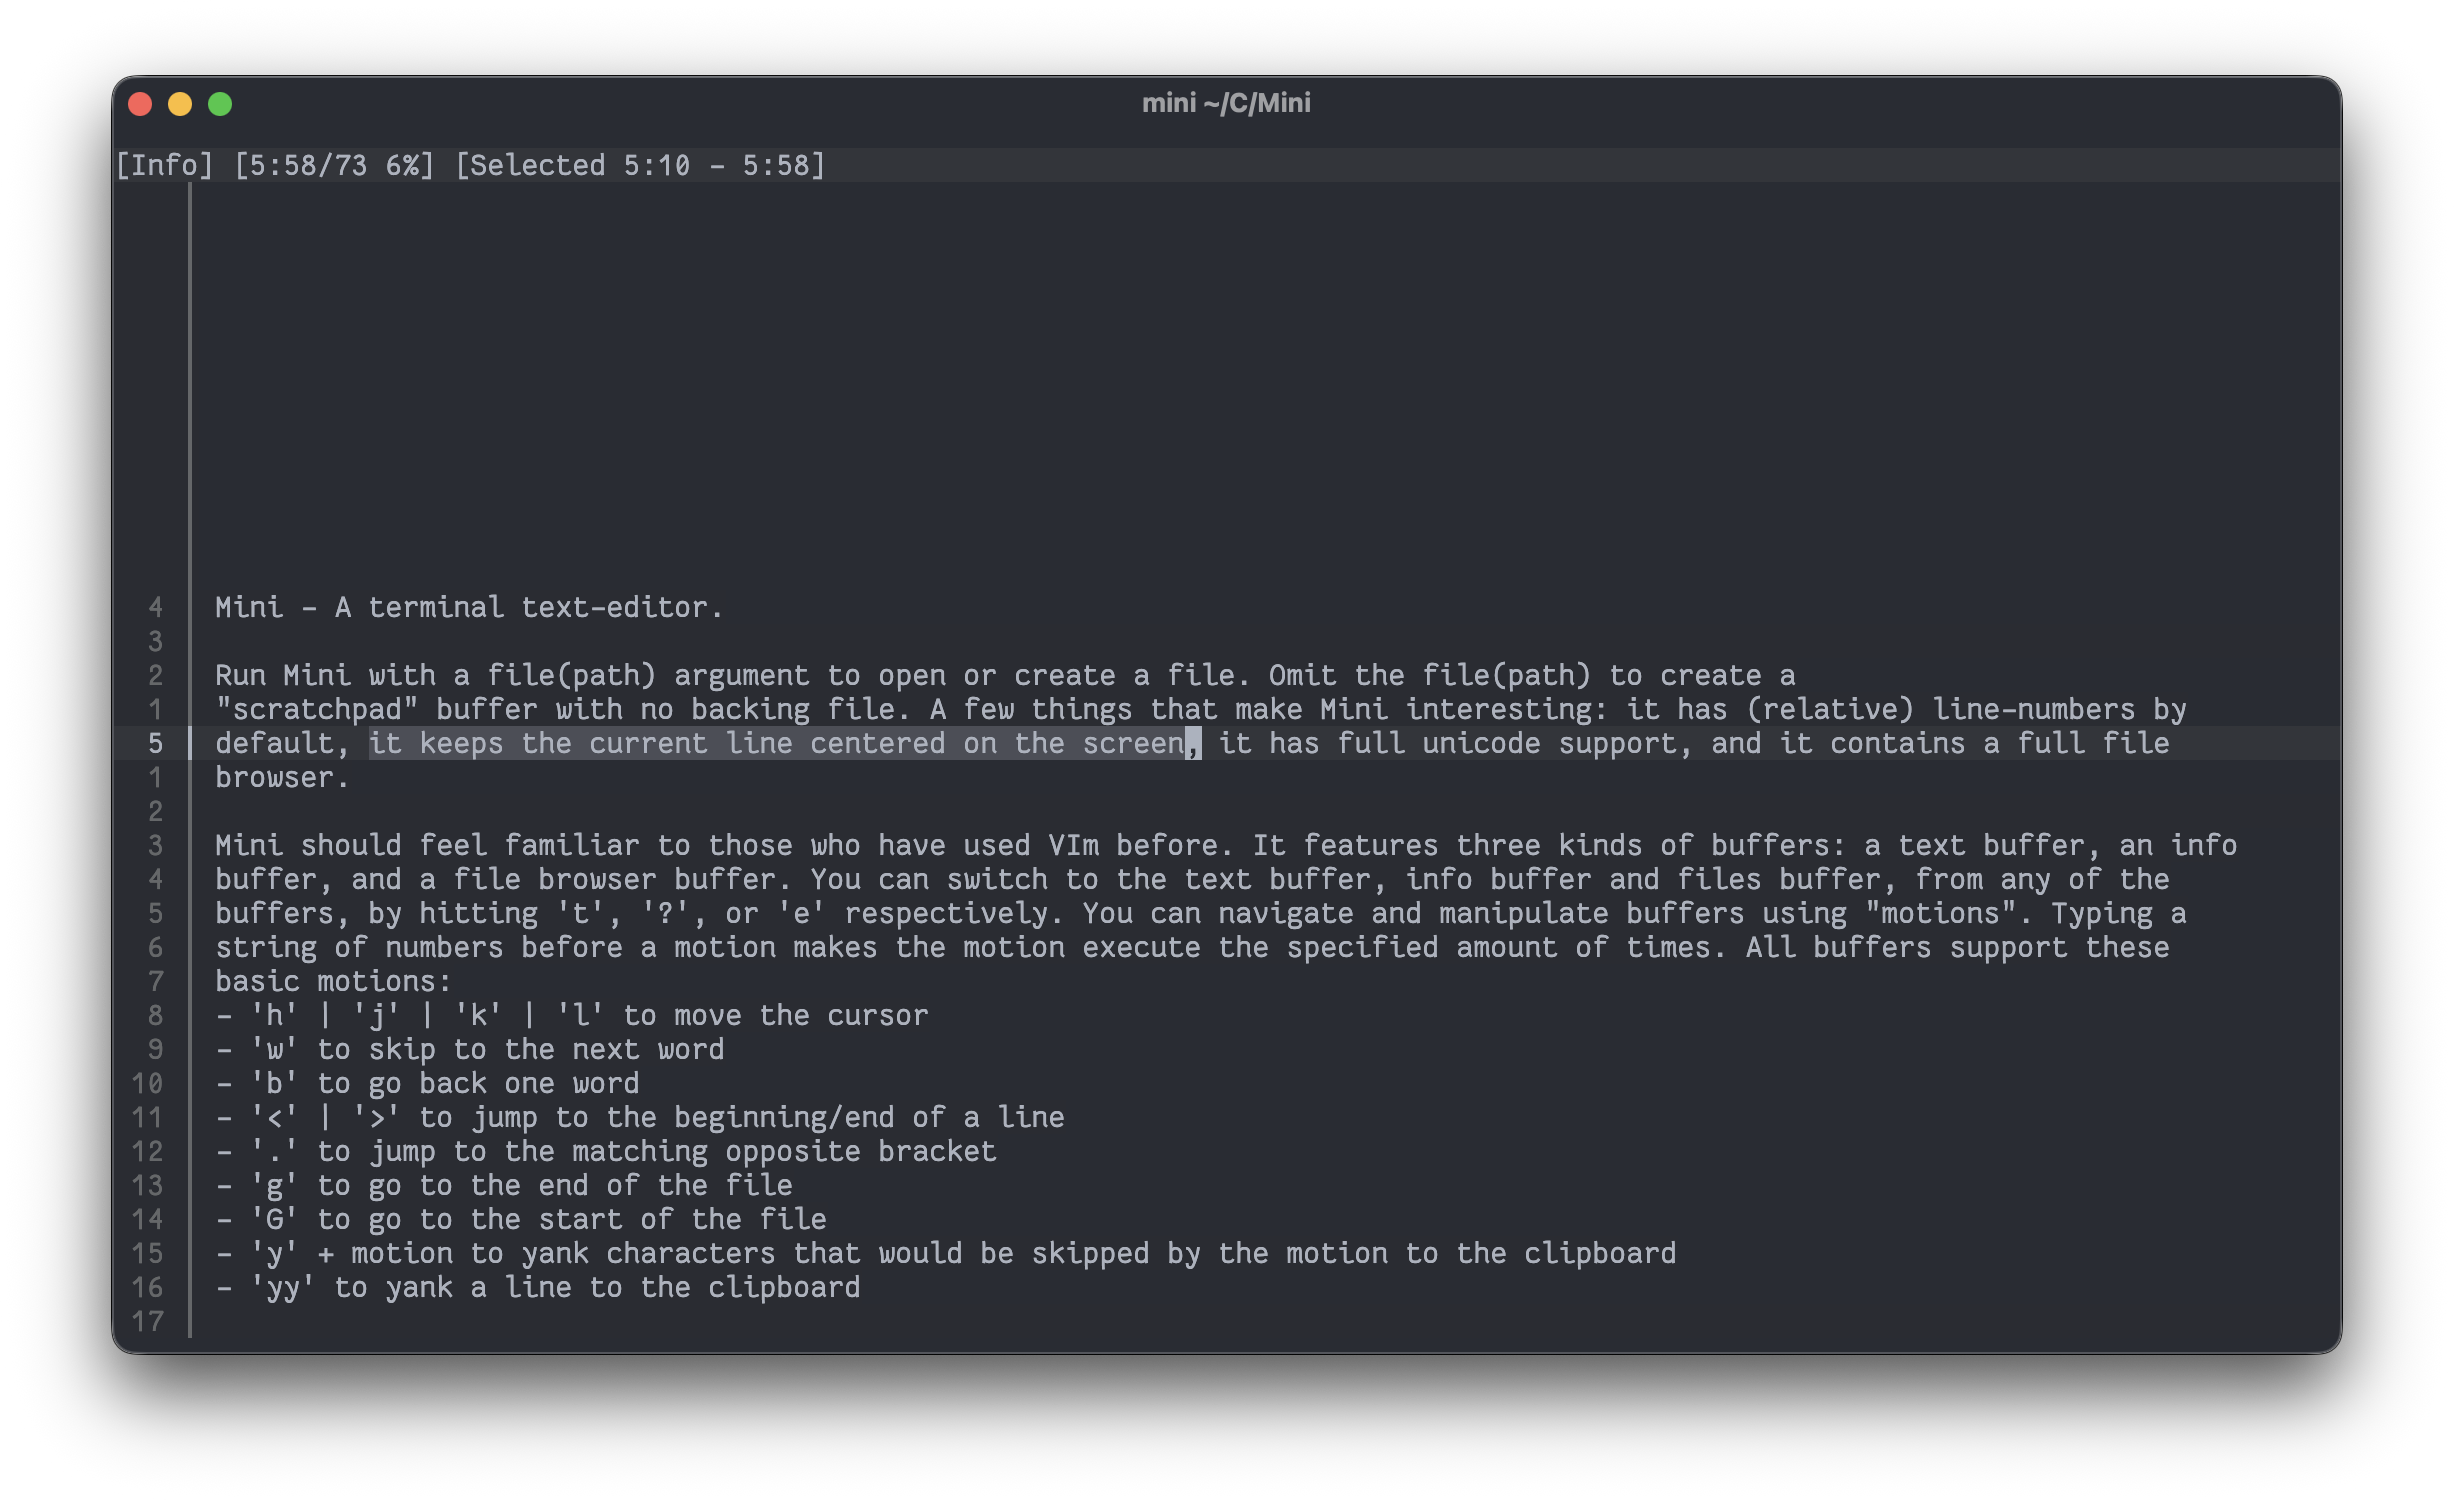 mini ~/C/Mini
[Info] [5:58/73 6%] [Selected 5:10 - 5:58]
4 Mini - A terminal text-editor.
3
2 Run Mini with a file(path) argument to open or create a file. Omit the file(path) to create a
1 "scratchpad" buffer with no backing file. A few things that make Mini interesting: it has (relative) line-numbers by
5 default, it keeps the current line centered on the screen, it has full unicode support, and it contains a full file
1 browser.
2
3 Mini should feel familiar to those who have used VIm before. It features three kinds of buffers: a text buffer, an info
4 buffer, and a file browser buffer. You can switch to the text buffer, info buffer and files buffer, from any of the
5 buffers, by hitting 't', '?', or 'e' respectively. You can navigate and manipulate buffers using "motions". Typing a
6 string of numbers before a motion makes the motion execute the specified amount of times. All buffers support these
7 basic motions:
8 - 'h' | 'j' | 'k' | 'l' to move the cursor
9 - 'w' to skip to the next word
10 - 'b' to go back one word
11 - '<' | '>' to jump to the beginning/end of a line
12 - '.' to jump to the matching opposite bracket
13 - 'g' to go to the end of the file
14 - 'G' to go to the start of the file
15 - 'y' + motion to yank characters that would be skipped by the motion to the clipboard
16 - 'yy' to yank a line to the clipboard
17